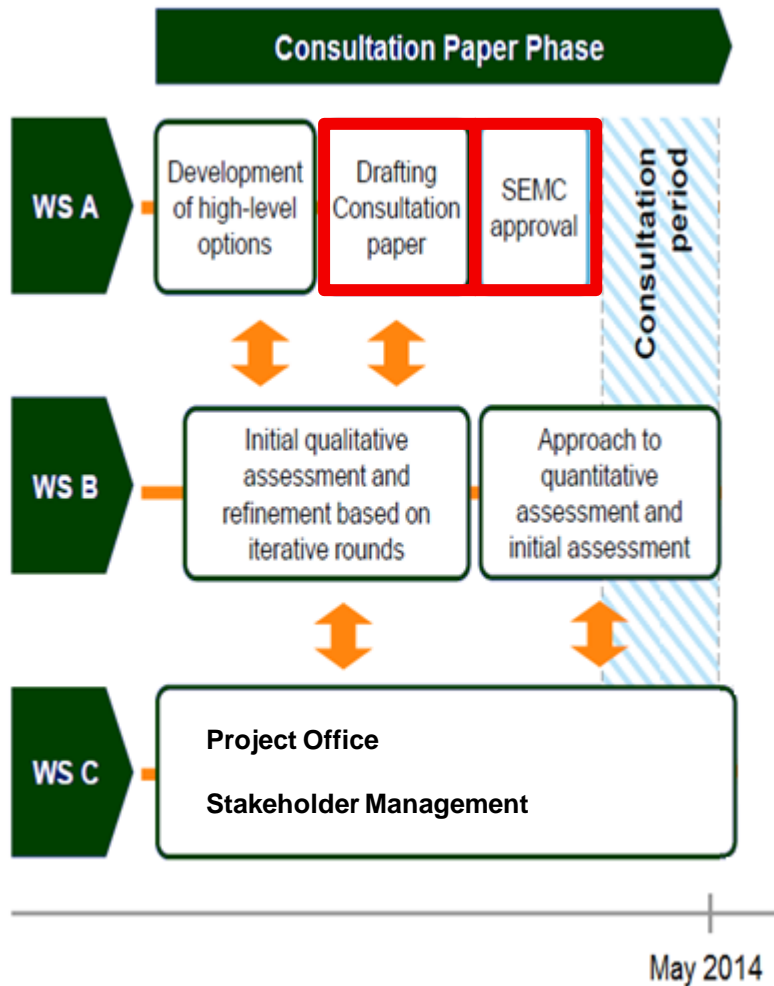 Consultation Paper Phase
WS A
Development
of high-level
options
Drafting
Consultation
paper
SEMC
approval
Consultation
period
WS B
Initial qualitative
assessment and
refinement based on
iterative rounds
Approach to
quantitative
assessment and
initial assessment
WS C
Project Office
Stakeholder Management
May 2014